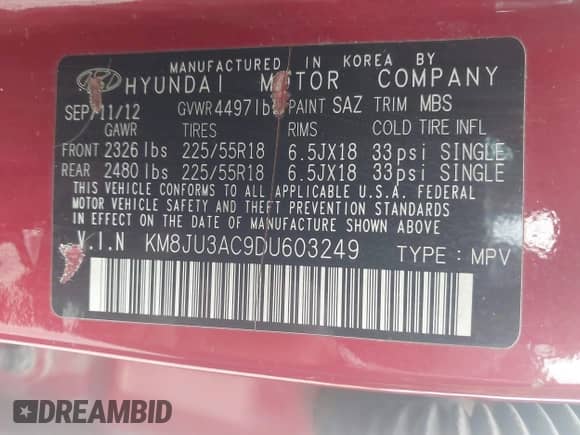 MANUFACTURED IN KOREA BY
HYUNDAI MOTOR COMPANY
SEP/11/12 GVWR 4497lbs PAINT SAZ TRIM MBS
GAWR TIRES RIMS COLD TIRE INFL
FRONT 2326 lbs 225/55R18 6.5JX18 33psi SINGLE
REAR 2480 lbs 225/55R18 6.5JX18 33psi SINGLE
THIS VEHICLE CONFORMS TO ALL APPLICABLE U.S.A. FEDERAL
MOTOR VEHICLE SAFETY AND THEFT PREVENTION STANDARDS
IN EFFECT ON THE DATE OF MANUFACTURE SHOWN ABOVE
V.I.N KM8JU3AC9DU603249 TYPE : MPV
DREAMBID